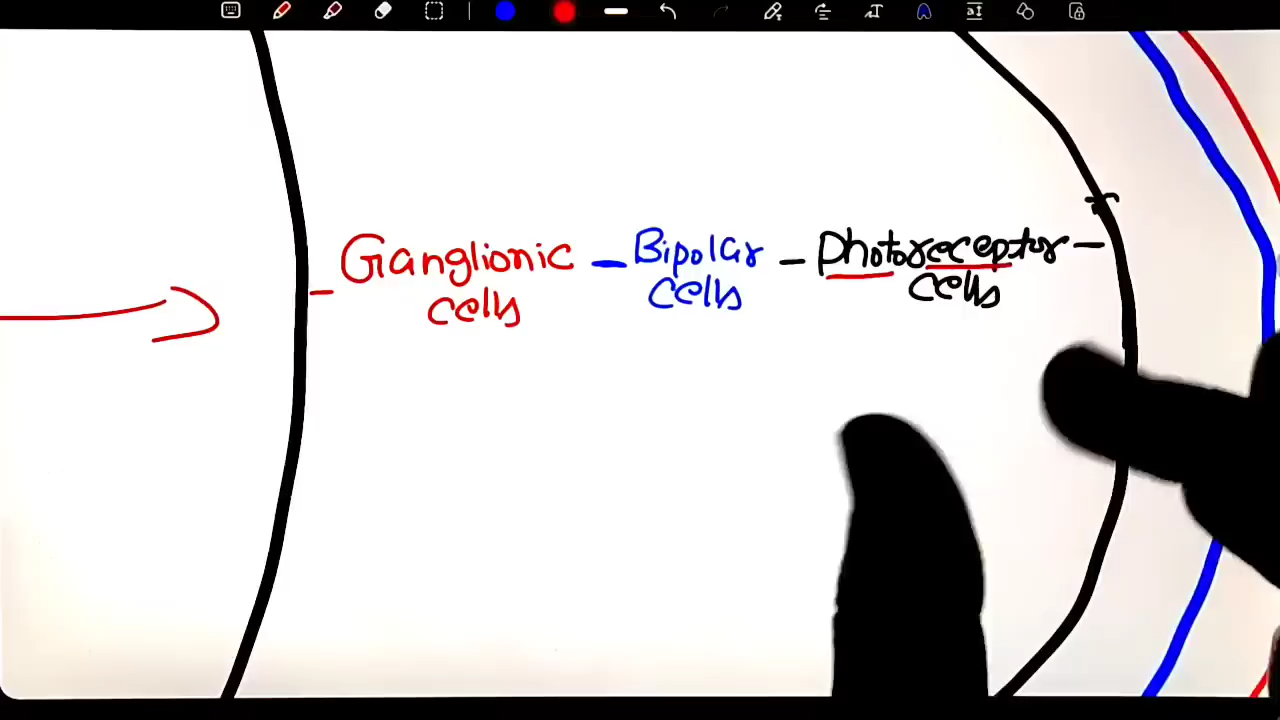 Ganglionic – Bipolar – Photoreceptor –
cells cells cells